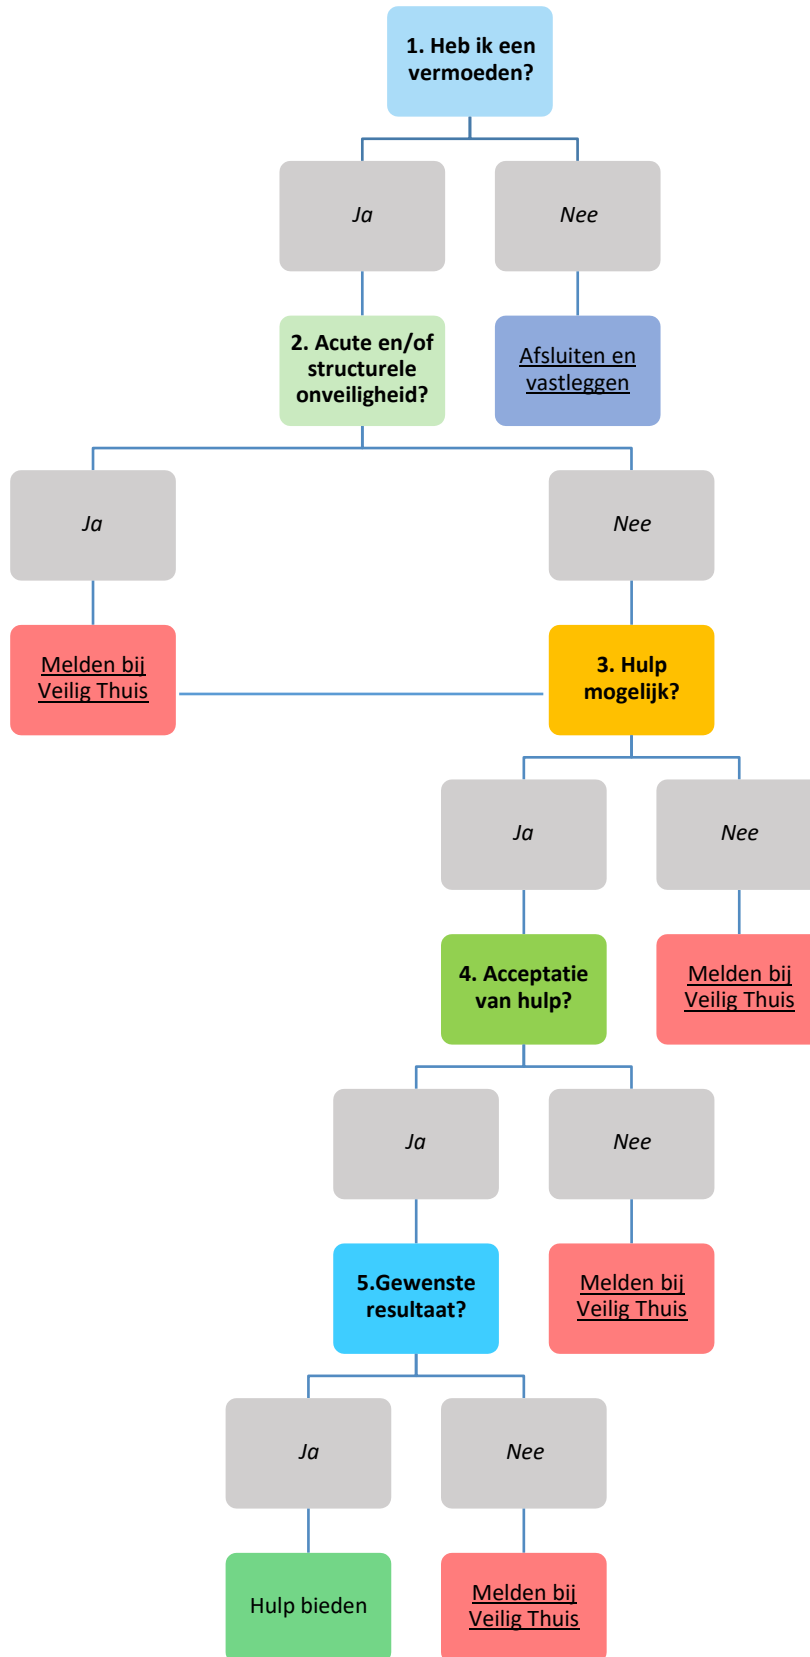 1. Heb ik een
vermoeden?
Ja
Nee
2. Acute en/of
structurele
onveiligheid?
Afsluiten en
vastleggen
Ja
Nee
Melden bij
Veilig Thuis
3. Hulp
mogelijk?
Ja
Nee
4. Acceptatie
van hulp?
Melden bij
Veilig Thuis
Ja
Nee
5.Gewenste
resultaat?
Melden bij
Veilig Thuis
Ja
Nee
Hulp bieden
Melden bij
Veilig Thuis